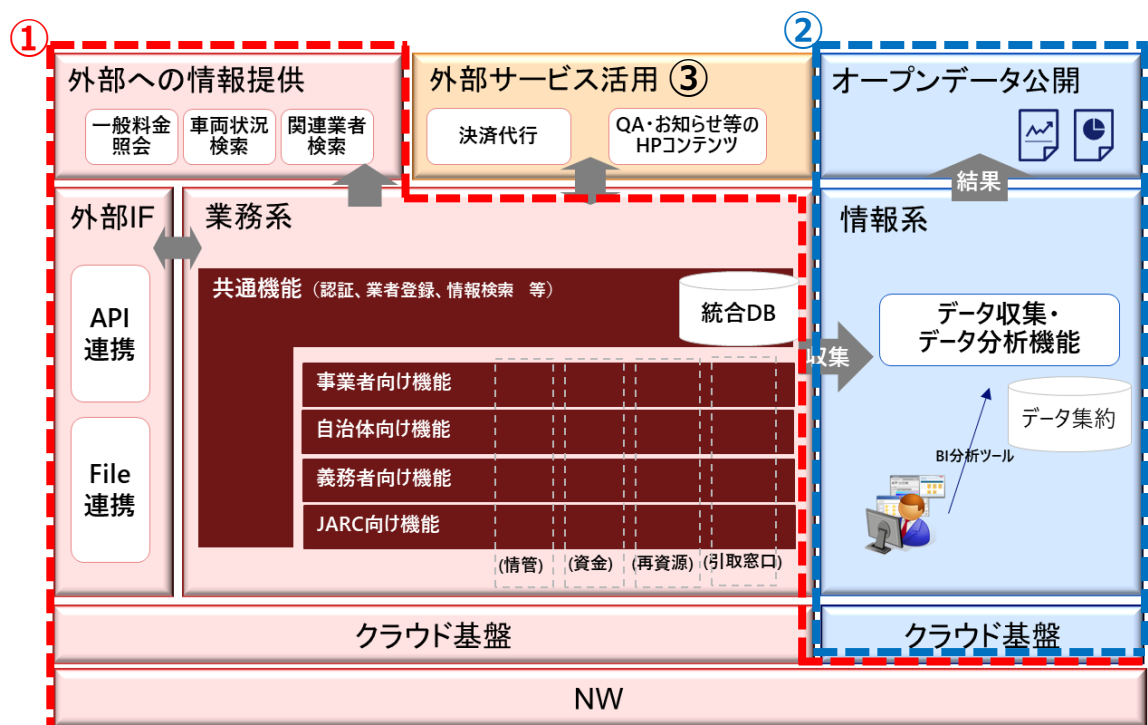 ①
②
外部への情報提供
一般料金
照会
車両状況
検索
関連業者
検索
外部サービス活用 ③
決済代行
QA・お知らせ等の
HPコンテンツ
オープンデータ公開
結果
外部IF
API
連携
File
連携
業務系
共通機能（認証、業者登録、情報検索　等）
統合DB
事業者向け機能
自治体向け機能
義務者向け機能
JARC向け機能
(情管)
(資金)
(再資源)
(引取窓口)
収集
情報系
データ収集・
データ分析機能
データ集約
BI分析ツール
クラウド基盤
クラウド基盤
NW